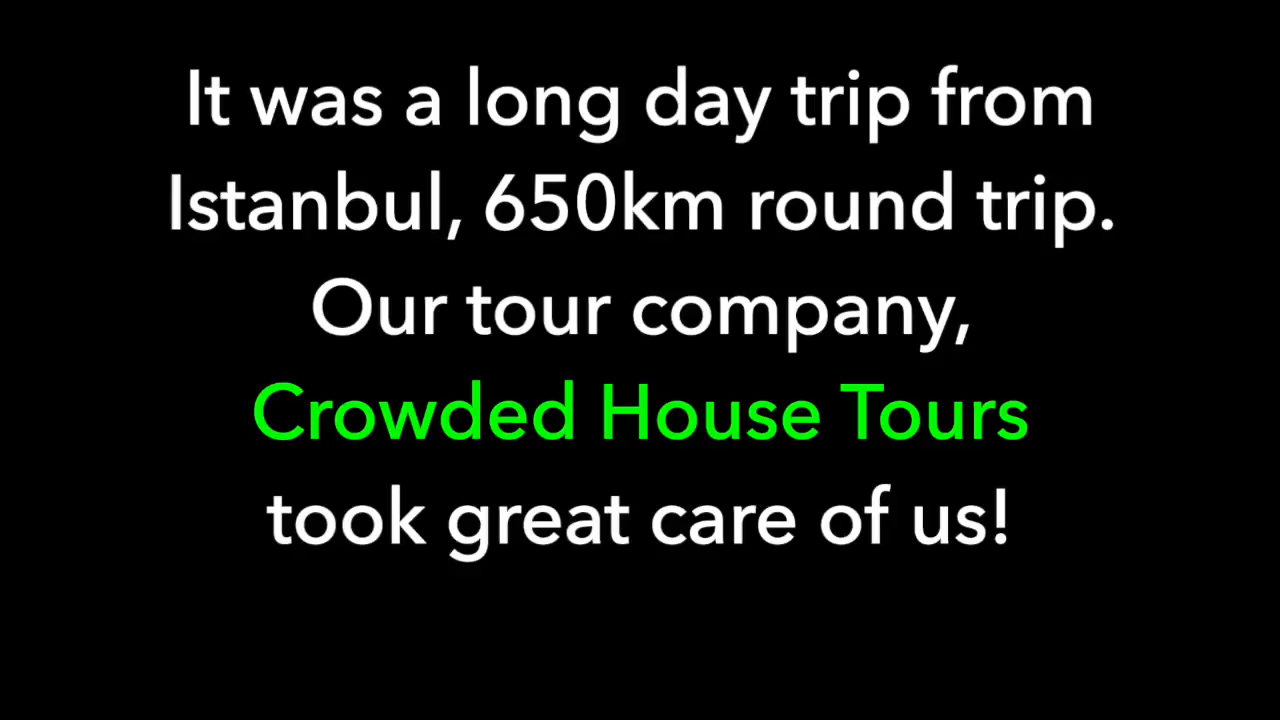 It was a long day trip from
Istanbul, 650km round trip.
Our tour company,
Crowded House Tours
took great care of us!